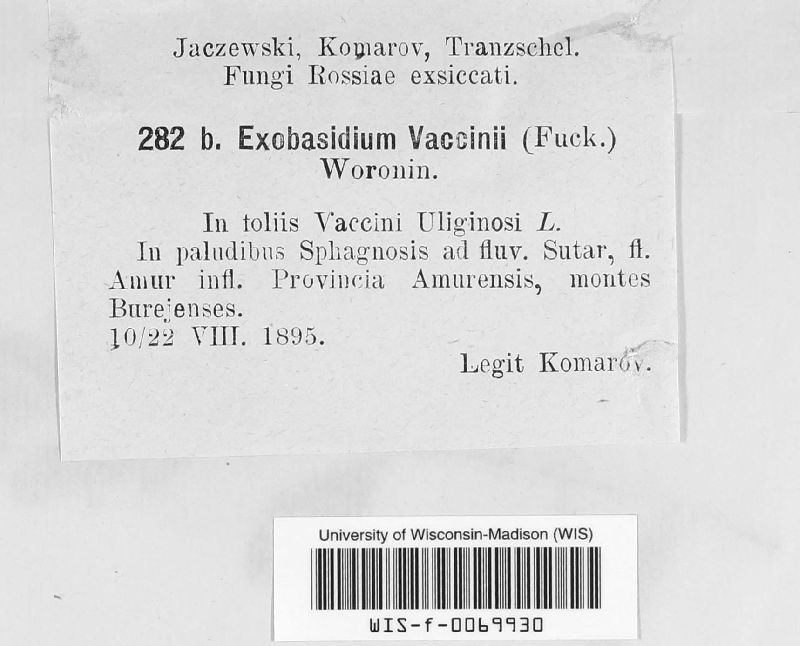 Jaczewski, Komarov, Tranzschel.
Fungi Rossiae exsiccati.
282 b. Exobasidium Vaccinii (Fuck.)
Woronin.
In toliis Vaccini Uliginosi L.
In paludibus Sphagnosis ad fluv. Sutar, fl.
Amur infl. Provincia Amurensis, montes
Burejenses.
10/22 VIII. 1895.
Legit Komarov.
University of Wisconsin-Madison (WIS)
WIS-f-0069930